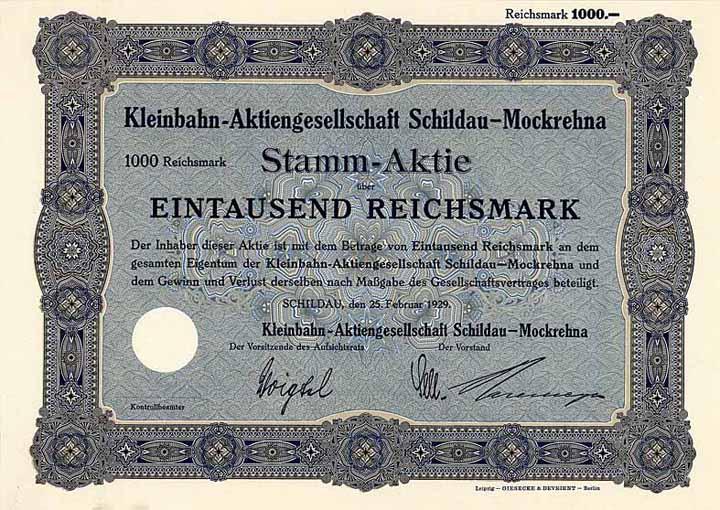 Reichsmark 1000.—
Kleinbahn-Aktiengesellschaft Schildau—Mockrehna
1000 Reichsmark Stamm-Aktie
über
EINTAUSEND REICHSMARK
Der Inhaber dieser Aktie ist mit dem Betrage von Eintausend Reichsmark an dem
gesamten Eigentum der Kleinbahn-Aktiengesellschaft Schildau—Mockrehna und
dem Gewinn und Verlust derselben nach Maßgabe des Gesellschaftsvertrages beteiligt.
SCHILDAU, den 25. Februar 1929.
Kleinbahn-Aktiengesellschaft Schildau—Mockrehna
Der Vorsitzende des Aufsichtsrats Der Vorstand
Voigtel
Kontrollbeamter
Leipzig — GIESECKE & DEVRIENT — Berlin